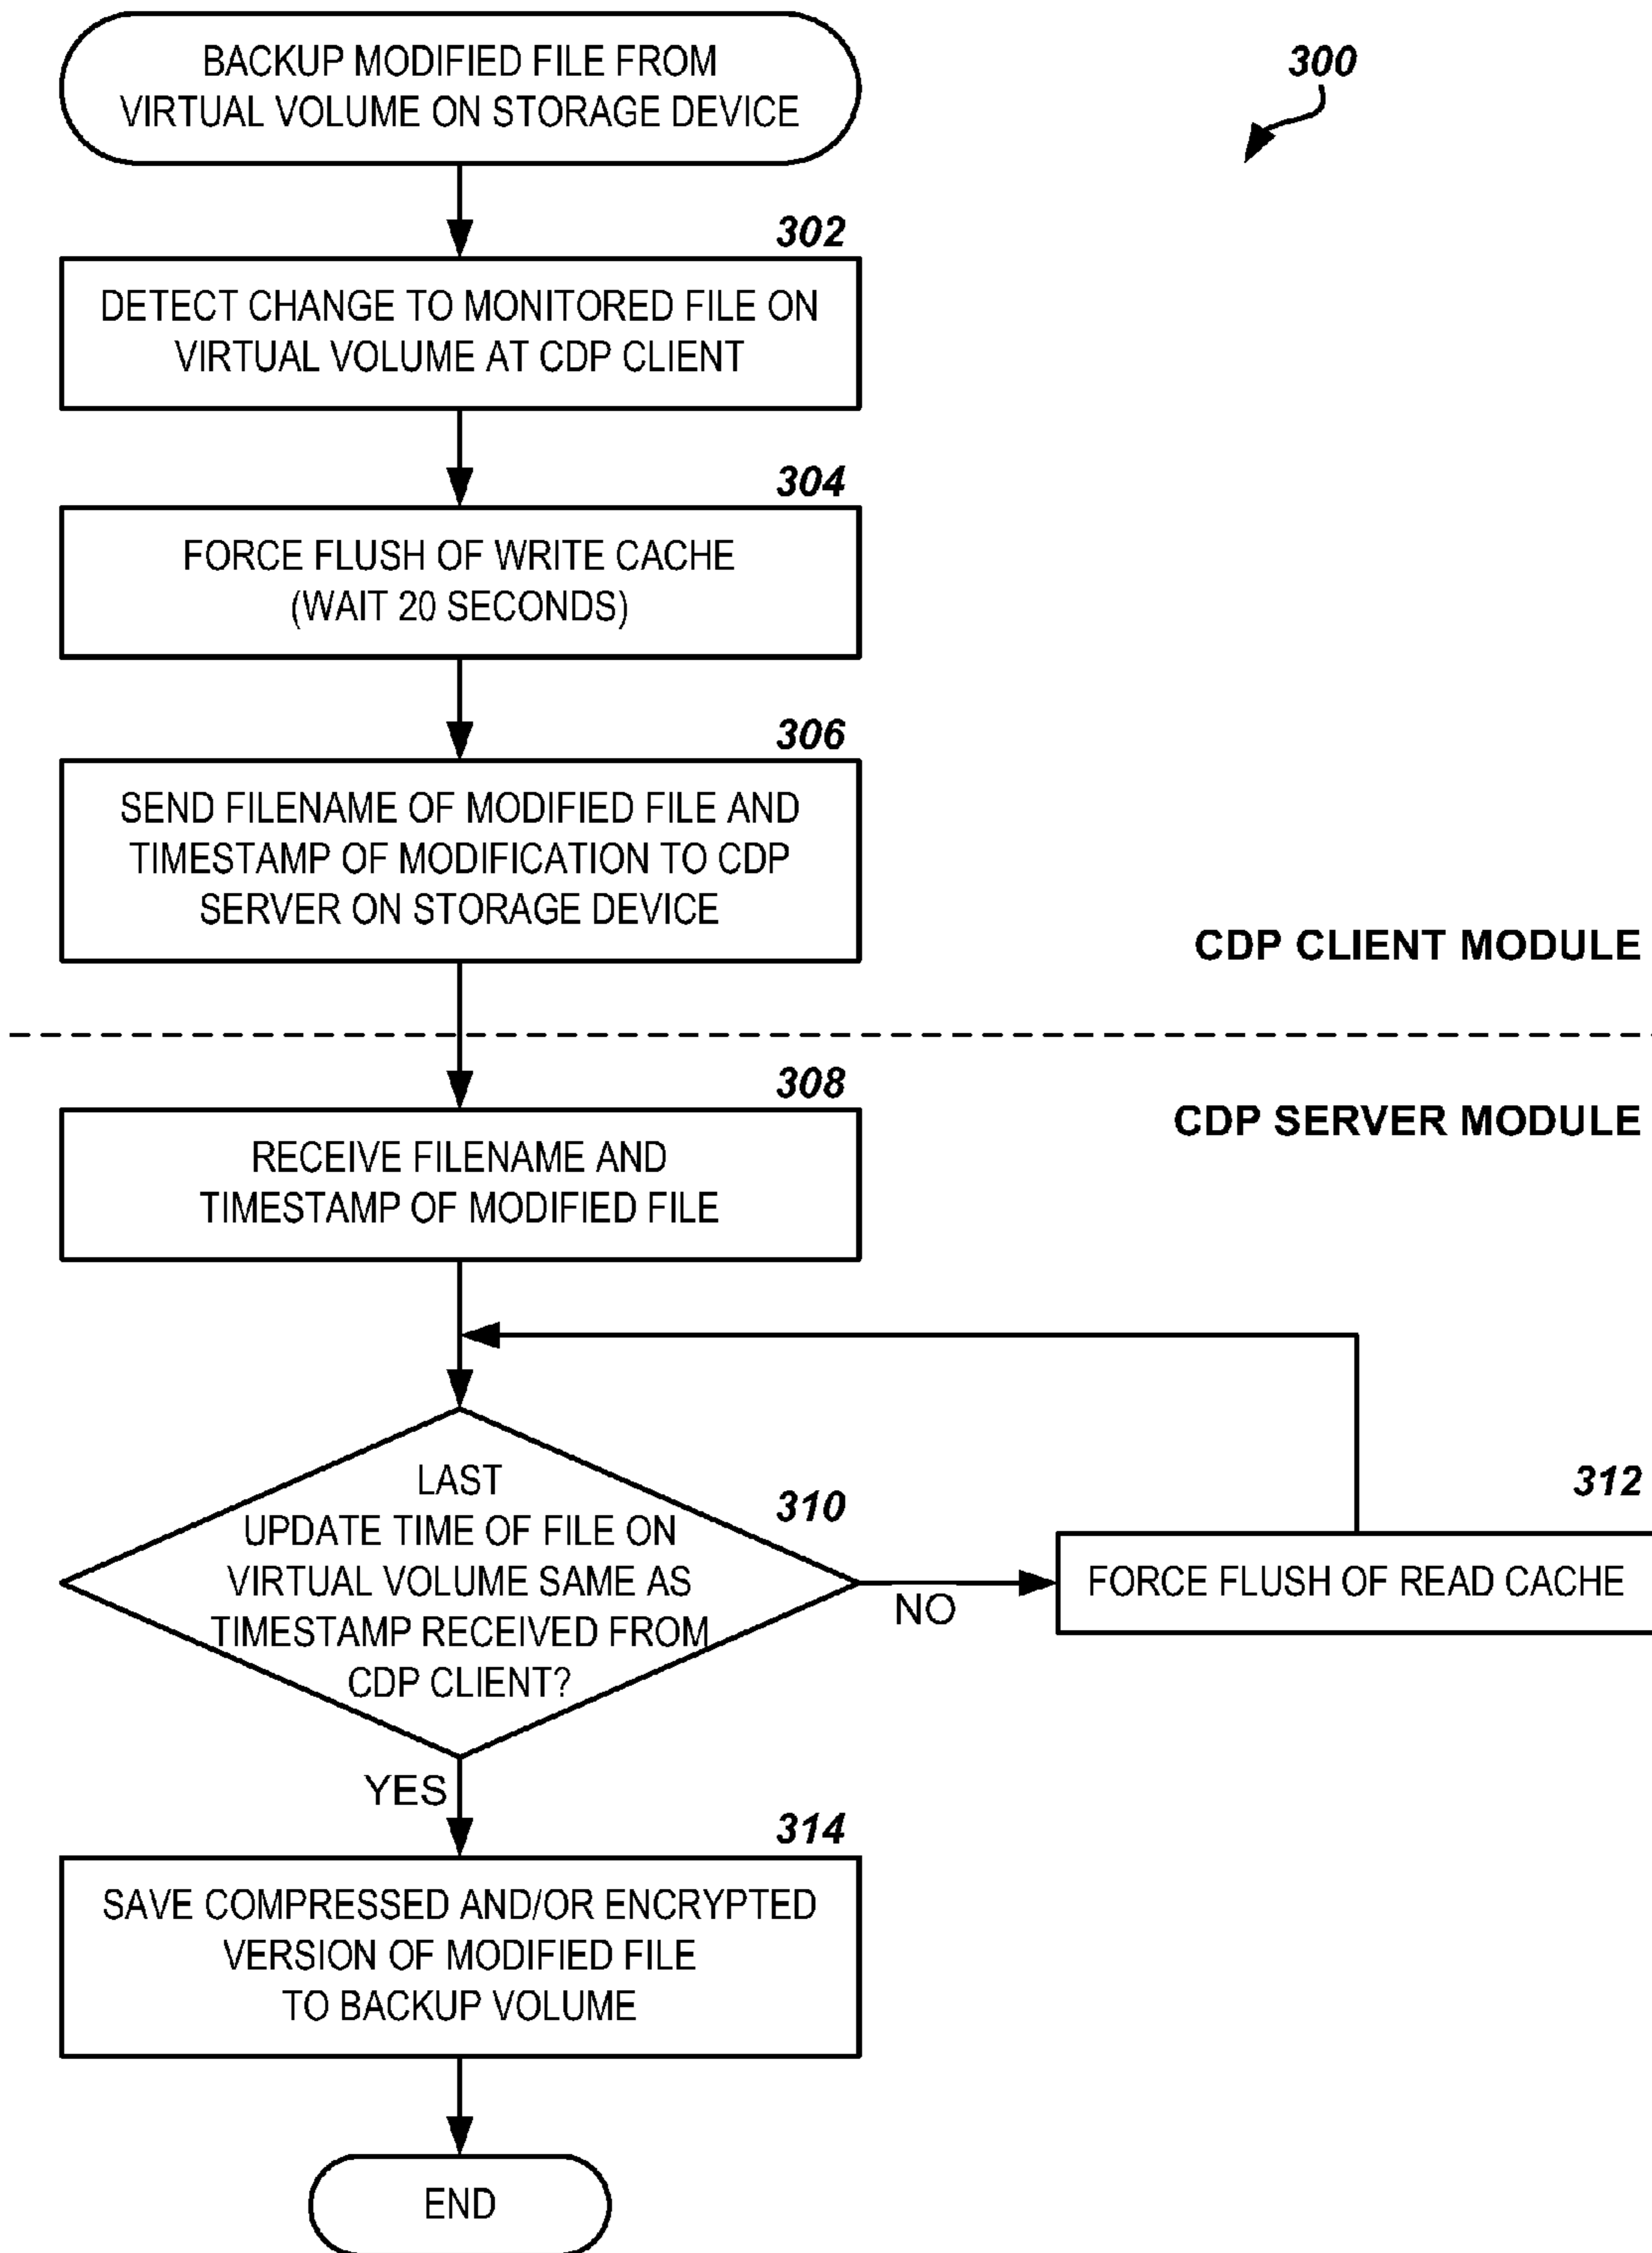 BACKUP MODIFIED FILE FROM
VIRTUAL VOLUME ON STORAGE DEVICE
300
302
DETECT CHANGE TO MONITORED FILE ON
VIRTUAL VOLUME AT CDP CLIENT
304
FORCE FLUSH OF WRITE CACHE
(WAIT 20 SECONDS)
306
SEND FILENAME OF MODIFIED FILE AND
TIMESTAMP OF MODIFICATION TO CDP
SERVER ON STORAGE DEVICE
CDP CLIENT MODULE
308
CDP SERVER MODULE
RECEIVE FILENAME AND
TIMESTAMP OF MODIFIED FILE
310
LAST
UPDATE TIME OF FILE ON
VIRTUAL VOLUME SAME AS
TIMESTAMP RECEIVED FROM
CDP CLIENT?
NO
312
FORCE FLUSH OF READ CACHE
YES
314
SAVE COMPRESSED AND/OR ENCRYPTED
VERSION OF MODIFIED FILE
TO BACKUP VOLUME
END